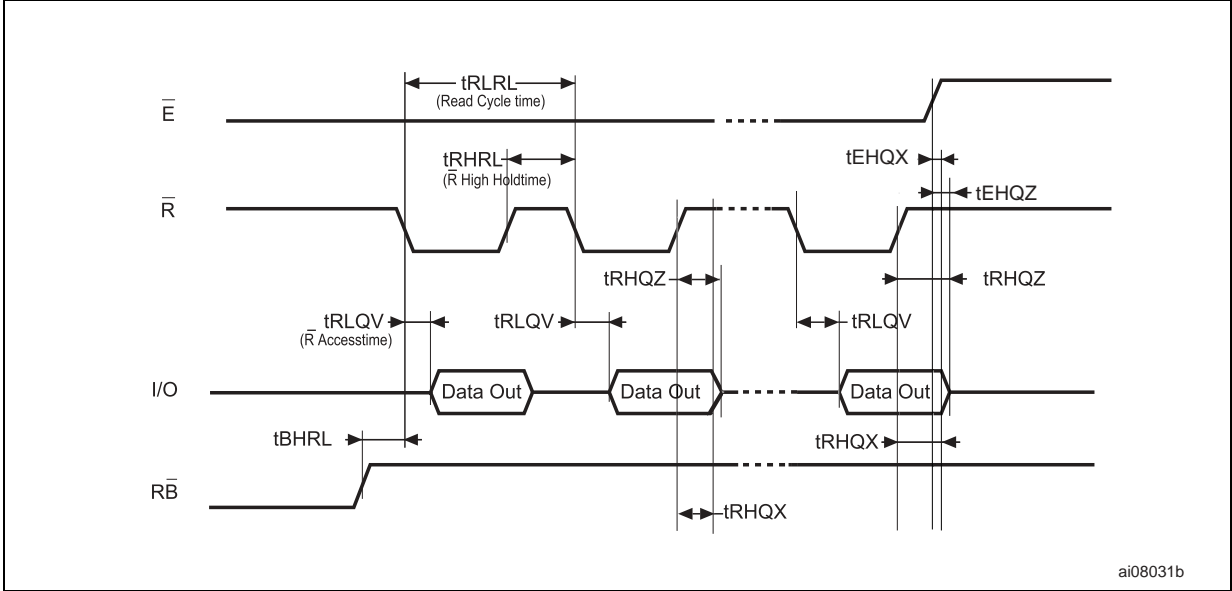 tRLRL
(Read Cycle time)
E̅
tRHRL
(R̅ High Holdtime)
tEHQX
tEHQZ
R̅
tRHQZ
tRHQZ
tRLQV
(R̅ Accesstime)
tRLQV
tRLQV
I/O
Data Out
Data Out
Data Out
tBHRL
tRHQX
RB̅
tRHQX
ai08031b